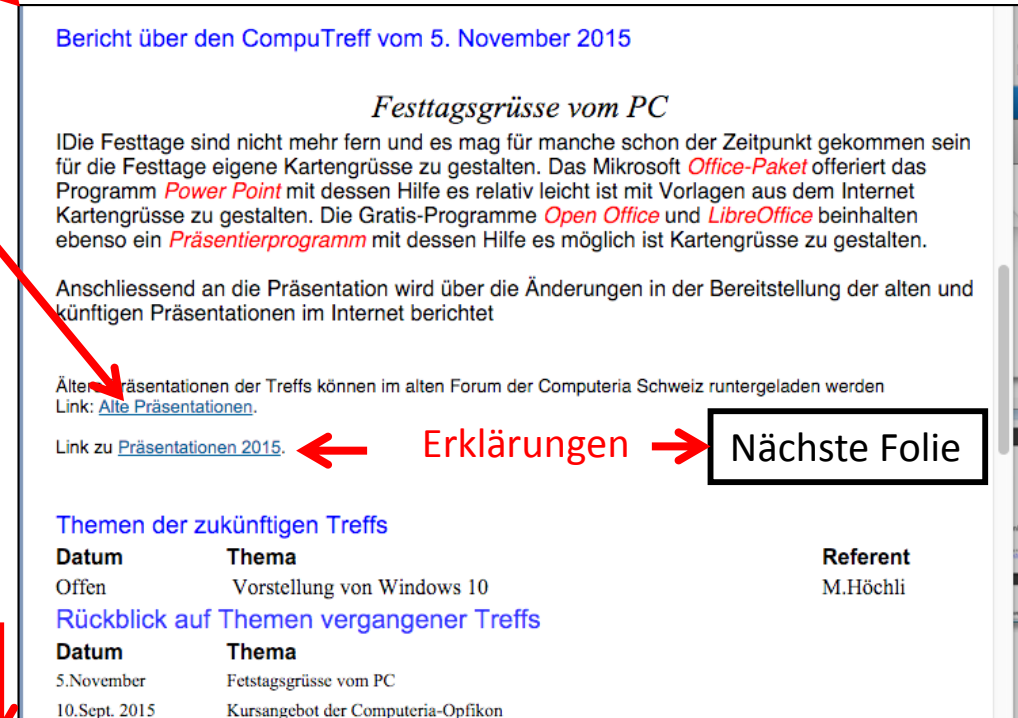 Bericht über den CompuTreff vom 5. November 2015
Festtagsgrüsse vom PC
IDie Festtage sind nicht mehr fern und es mag für manche schon der Zeitpunkt gekommen sein
für die Festtage eigene Kartengrüsse zu gestalten. Das Mikrosoft Office-Paket offeriert das
Programm Power Point mit dessen Hilfe es relativ leicht ist mit Vorlagen aus dem Internet
Kartengrüsse zu gestalten. Die Gratis-Programme Open Office und LibreOffice beinhalten
ebenso ein Präsentierprogramm mit dessen Hilfe es möglich ist Kartengrüsse zu gestalten.
Anschliessend an die Präsentation wird über die Änderungen in der Bereitstellung der alten und
künftigen Präsentationen im Internet berichtet
der Treffs können im alten Forum der Computeria Schweiz runtergeladen werden
Link: Alte Präsentationen.
Link zu Präsentationen 2015. Erklärungen Nächste Folie
Themen der zukünftigen Treffs
Datum Thema Referent
Offen Vorstellung von Windows 10 M.Höchli
Rückblick auf Themen vergangener Treffs
Datum Thema
5.November Fetstagsgrüsse vom PC
10.Sept. 2015 Kursangebot der Computeria-Opfikon